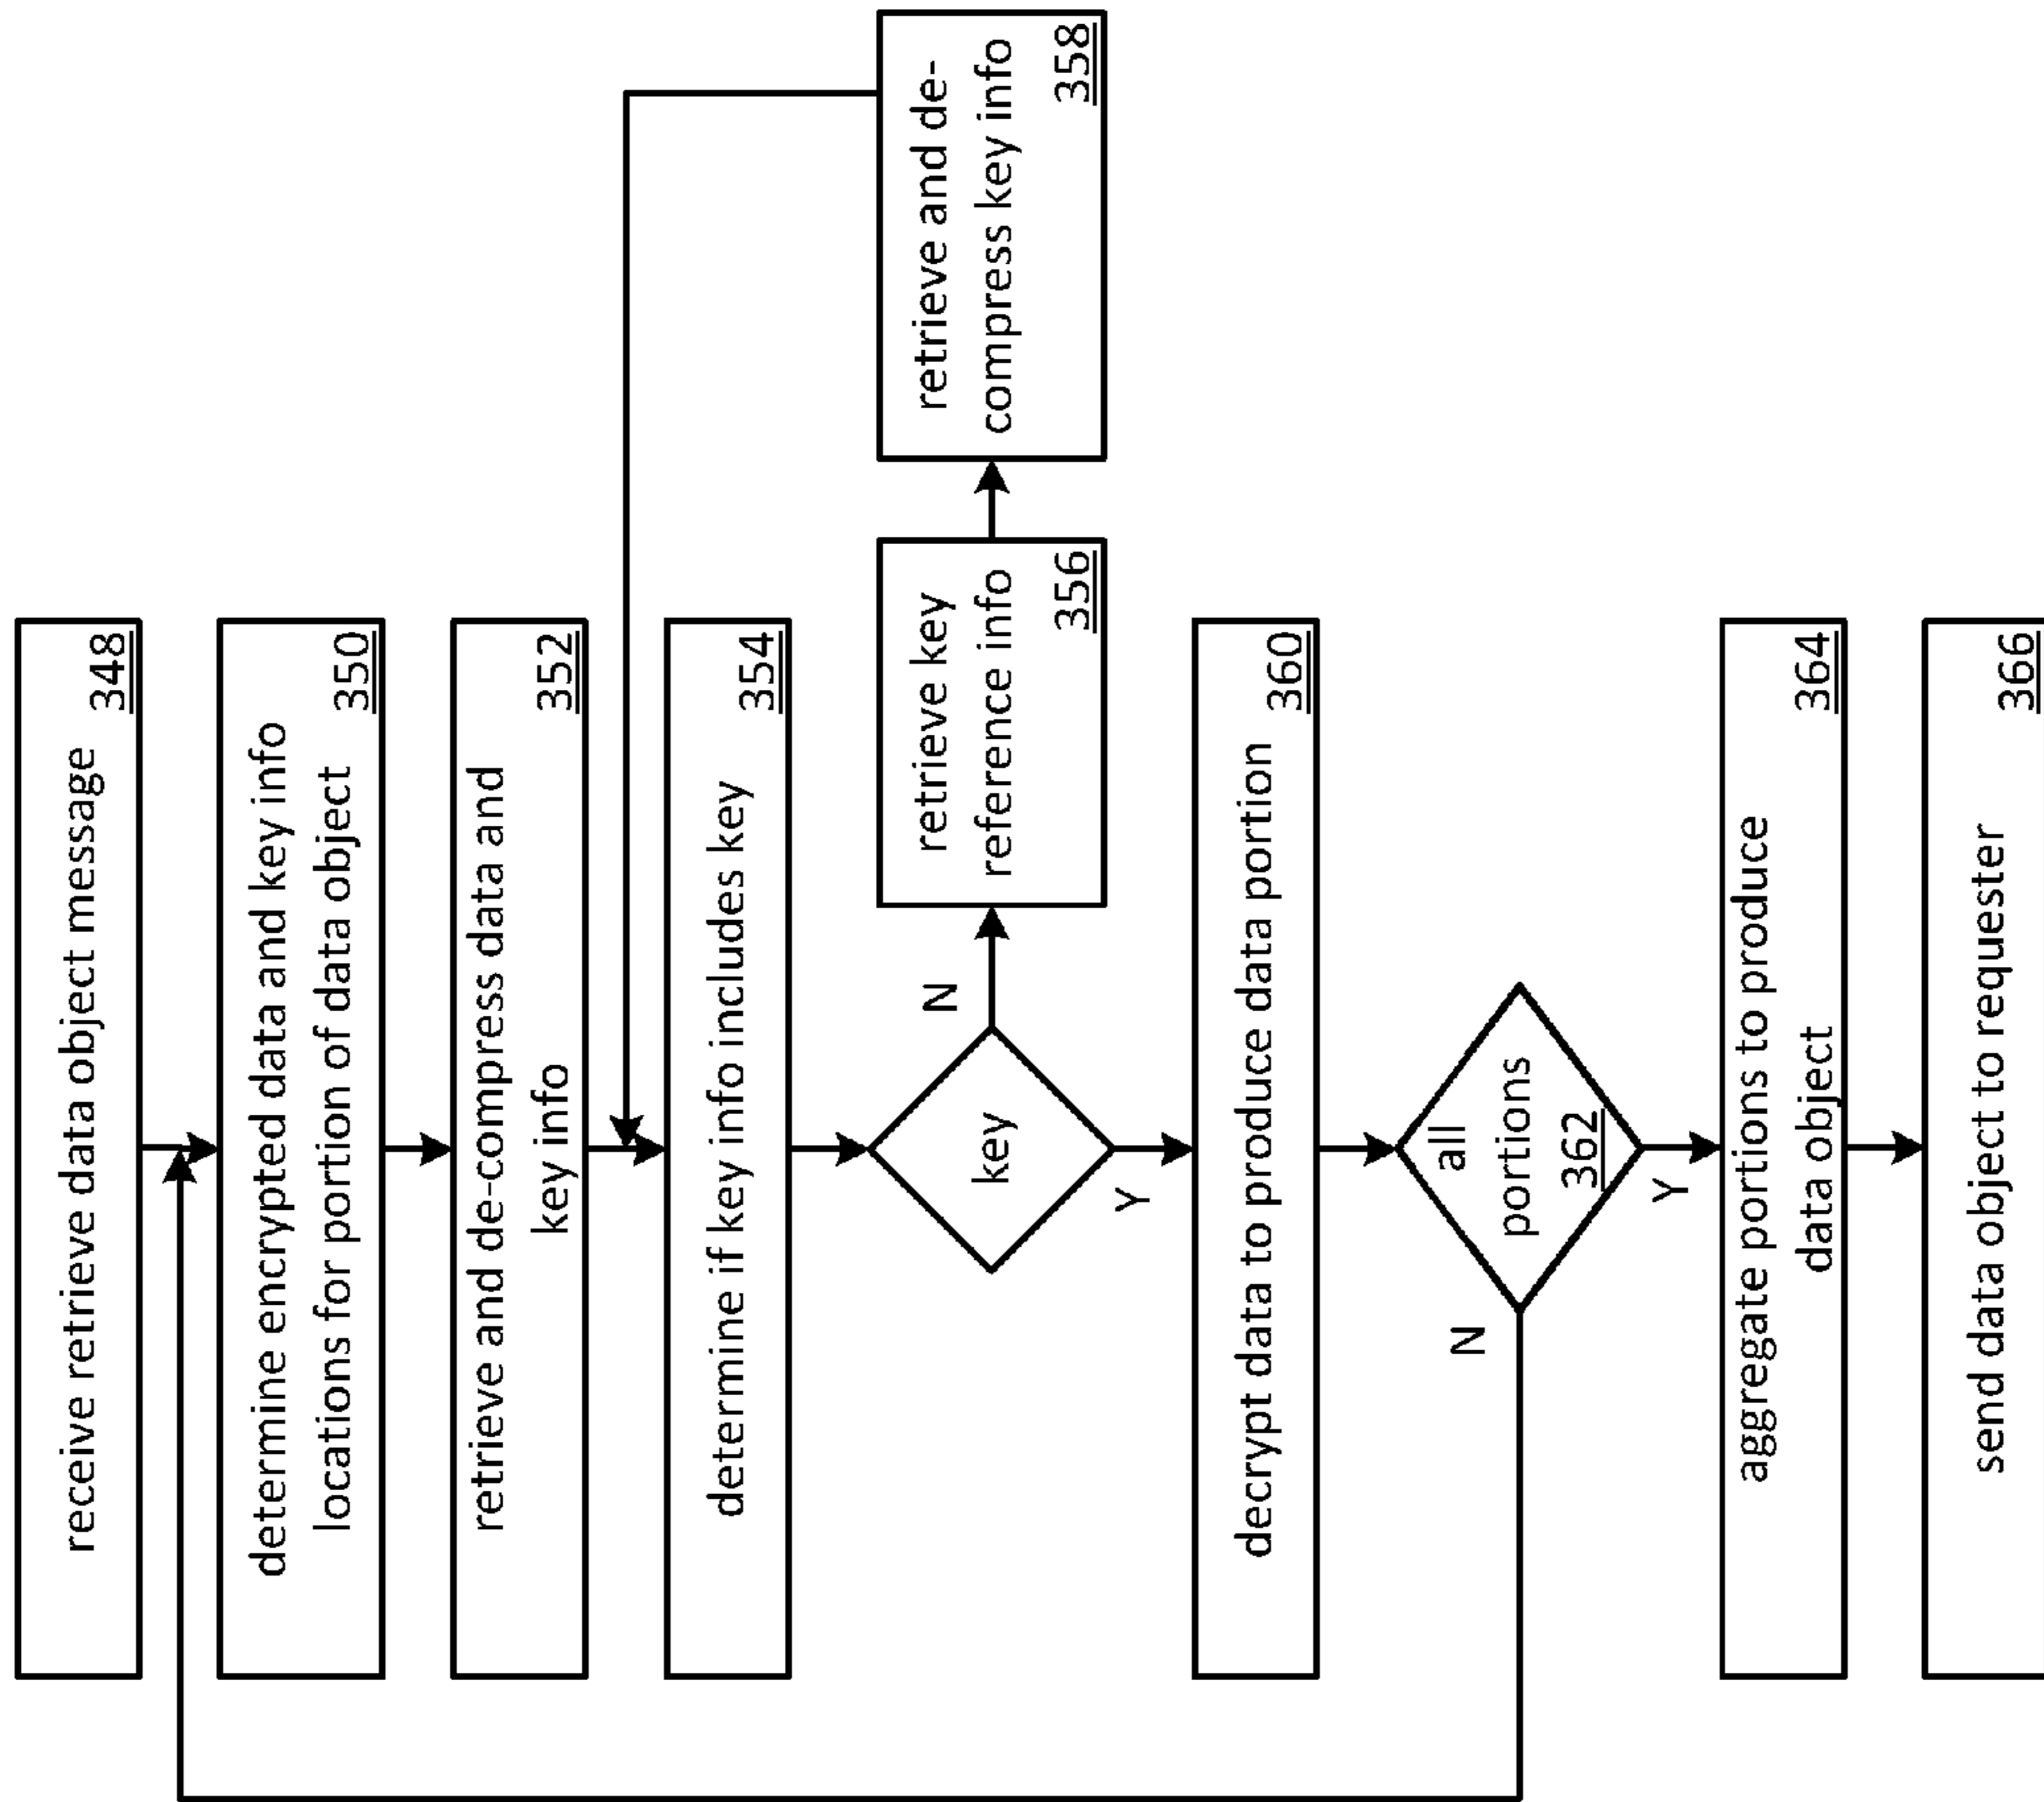 receive retrieve data object message
348
determine encrypted data and key info
locations for portion of data object
350
retrieve and de-compress data and
key info
352
determine if key info includes key
354
key
N
Y
retrieve key
reference info
356
retrieve and de-
compress key info
358
decrypt data to produce data portion
360
all
portions
362
N
Y
aggregate portions to produce
data object
364
send data object to requester
366